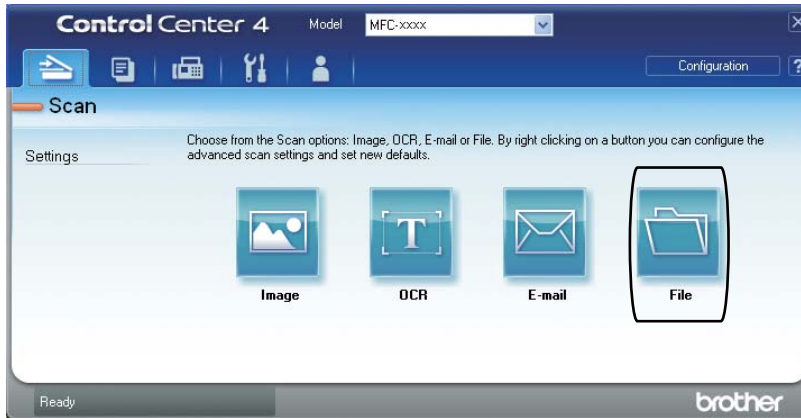 Control Center 4
Model
MFC-xxxx
Configuration
?
Scan
Settings
Choose from the Scan options: Image, OCR, E-mail or File. By right clicking on a button you can configure the
advanced scan settings and set new defaults.
T
Image
OCR
E-mail
File
Ready
brother